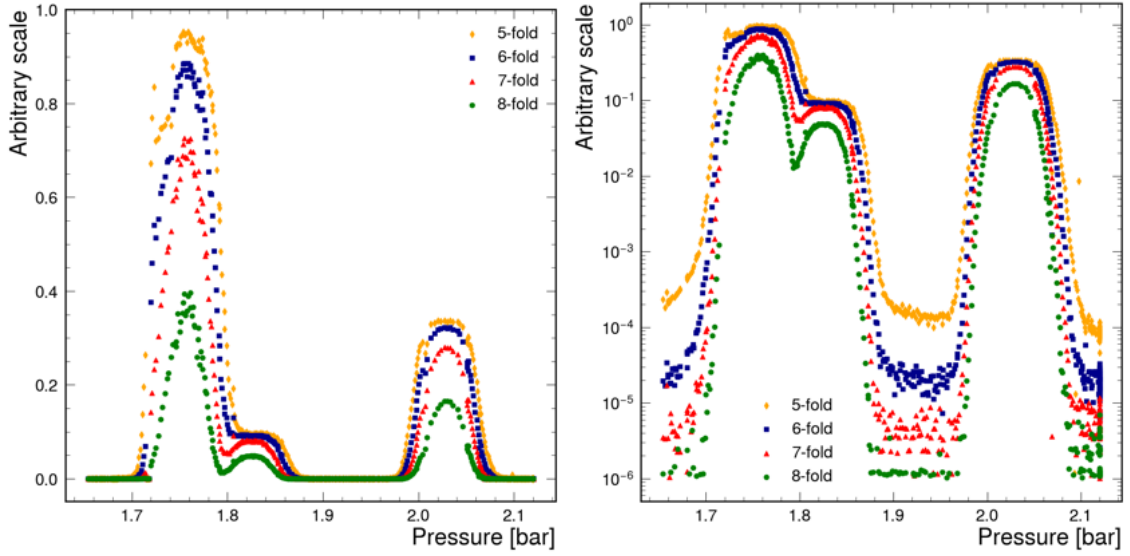 Arbitrary scale
1.0
0.8
0.6
0.4
0.2
0.0
5-fold
6-fold
7-fold
8-fold
1.7
1.8
1.9
2.0
2.1
Pressure [bar]
Arbitrary scale
10⁰
10⁻¹
10⁻²
10⁻³
10⁻⁴
10⁻⁵
10⁻⁶
5-fold
6-fold
7-fold
8-fold
1.7
1.8
1.9
2.0
2.1
Pressure [bar]